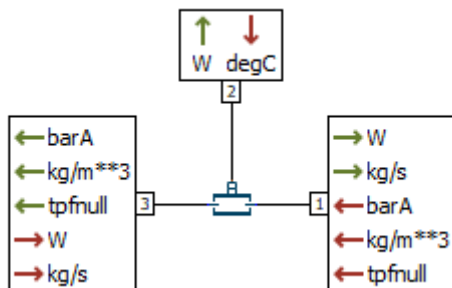 W degC
2
barA
kg/m**3
tpfnull
W
kg/s
3
1
W
kg/s
barA
kg/m**3
tpfnull